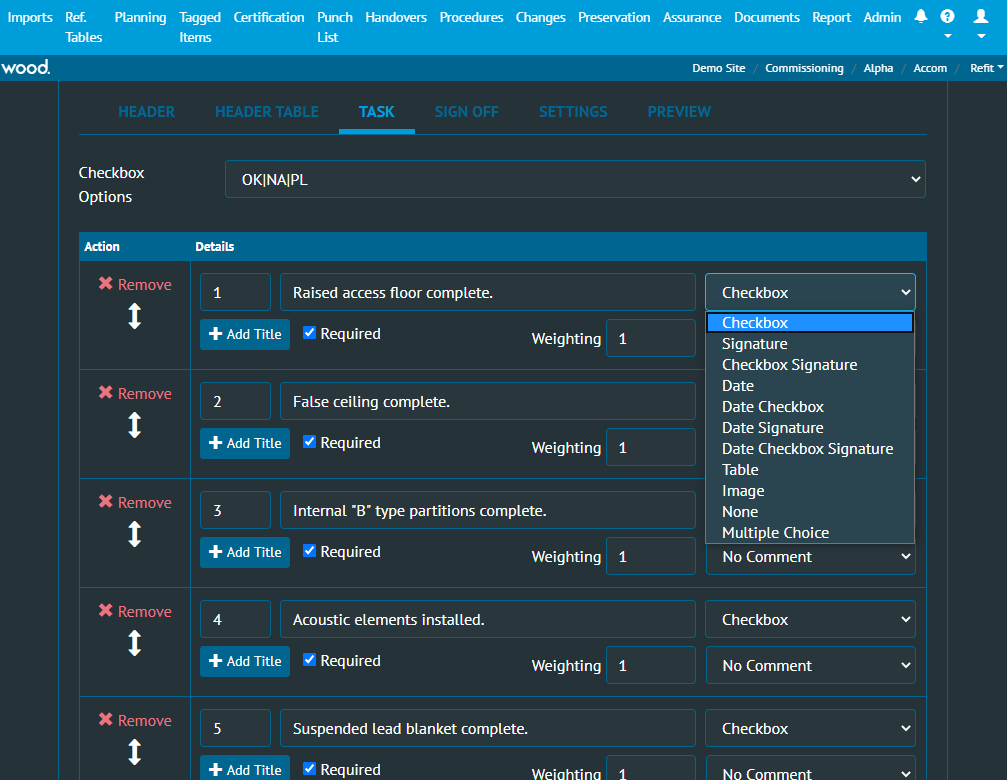 Imports Ref. Tables Planning Tagged Items Certification Punch List Handovers Procedures Changes Preservation Assurance Documents Report Admin
wood.
Demo Site / Commissioning / Alpha / Accom / Refit
HEADER HEADER TABLE TASK SIGN OFF SETTINGS PREVIEW
Checkbox Options
OK|NA|PL
Action Details
Remove 1 Raised access floor complete. Checkbox
+ Add Title Required Weighting 1
Checkbox
Signature
Checkbox Signature
Date
Date Checkbox
Date Signature
Date Checkbox Signature
Table
Image
None
Multiple Choice
Remove 2 False ceiling complete.
+ Add Title Required Weighting 1
Remove 3 Internal "B" type partitions complete.
+ Add Title Required Weighting 1 No Comment
Remove 4 Acoustic elements installed. Checkbox
+ Add Title Required Weighting 1 No Comment
Remove 5 Suspended lead blanket complete. Checkbox
+ Add Title Required Weighting 1 No Comment